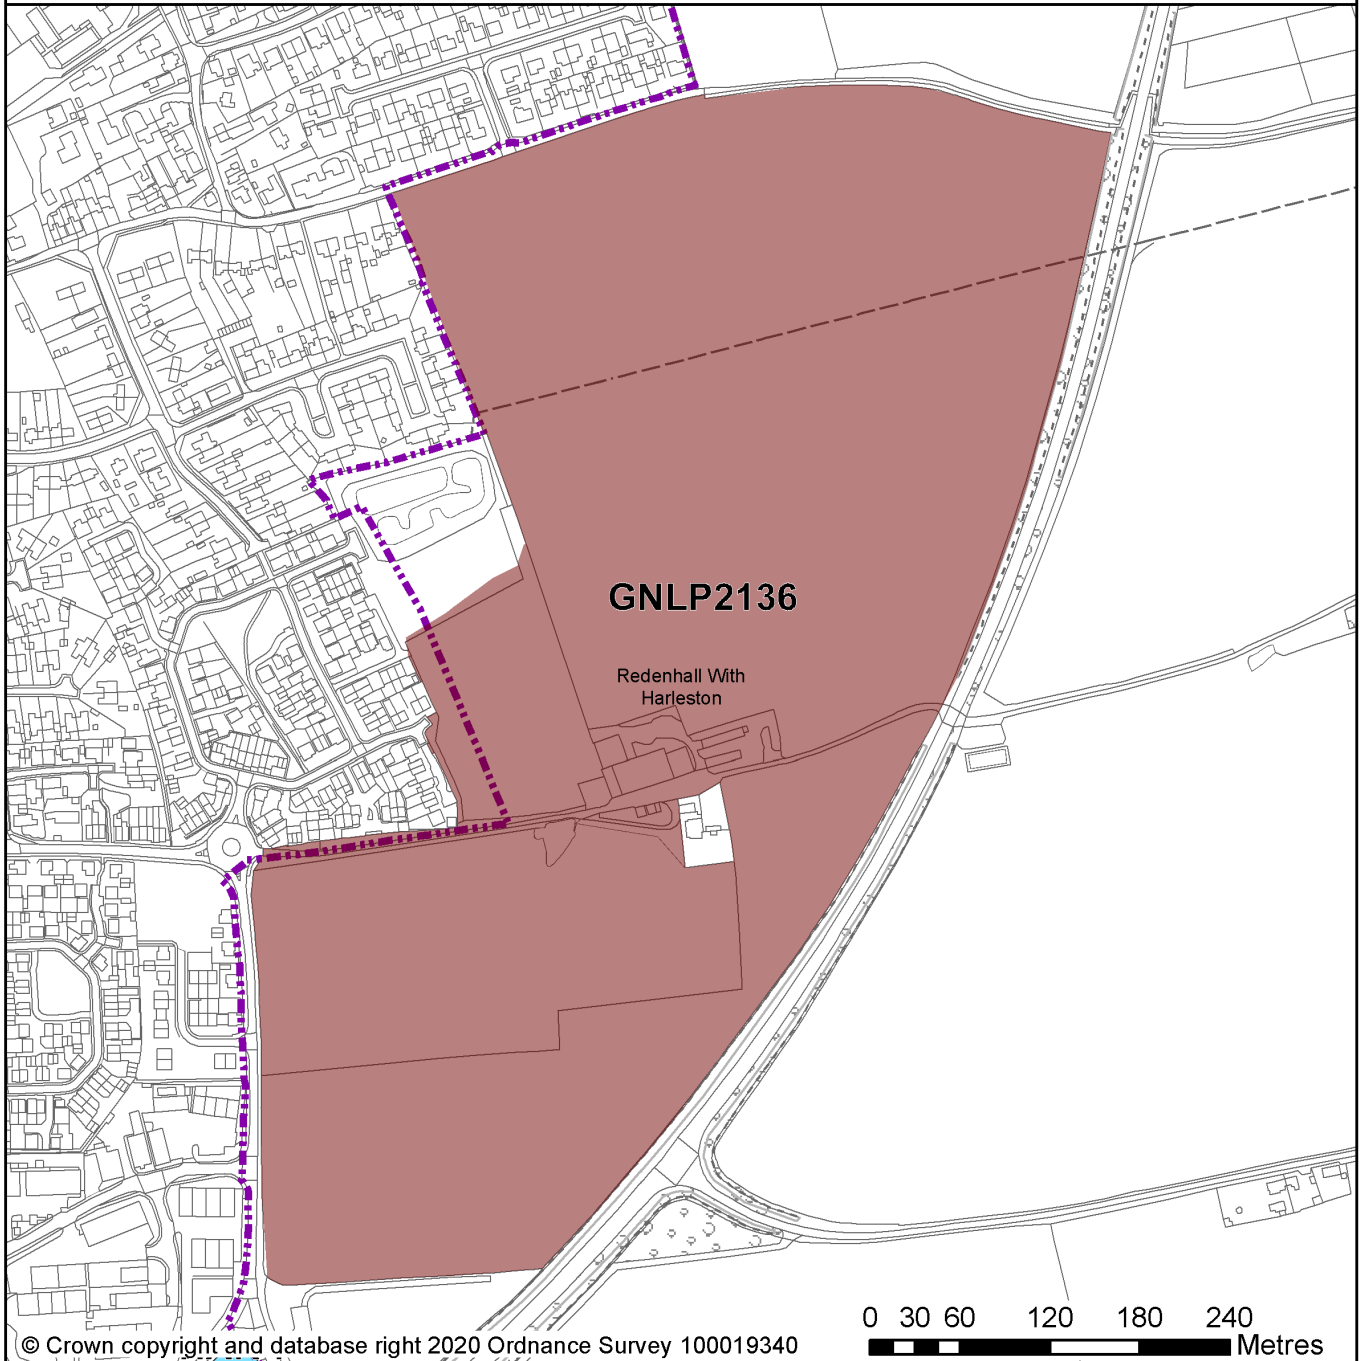 GNLP2136
Redenhall With
Harleston
0 30 60 120 180 240
Metres
© Crown copyright and database right 2020 Ordnance Survey 100019340